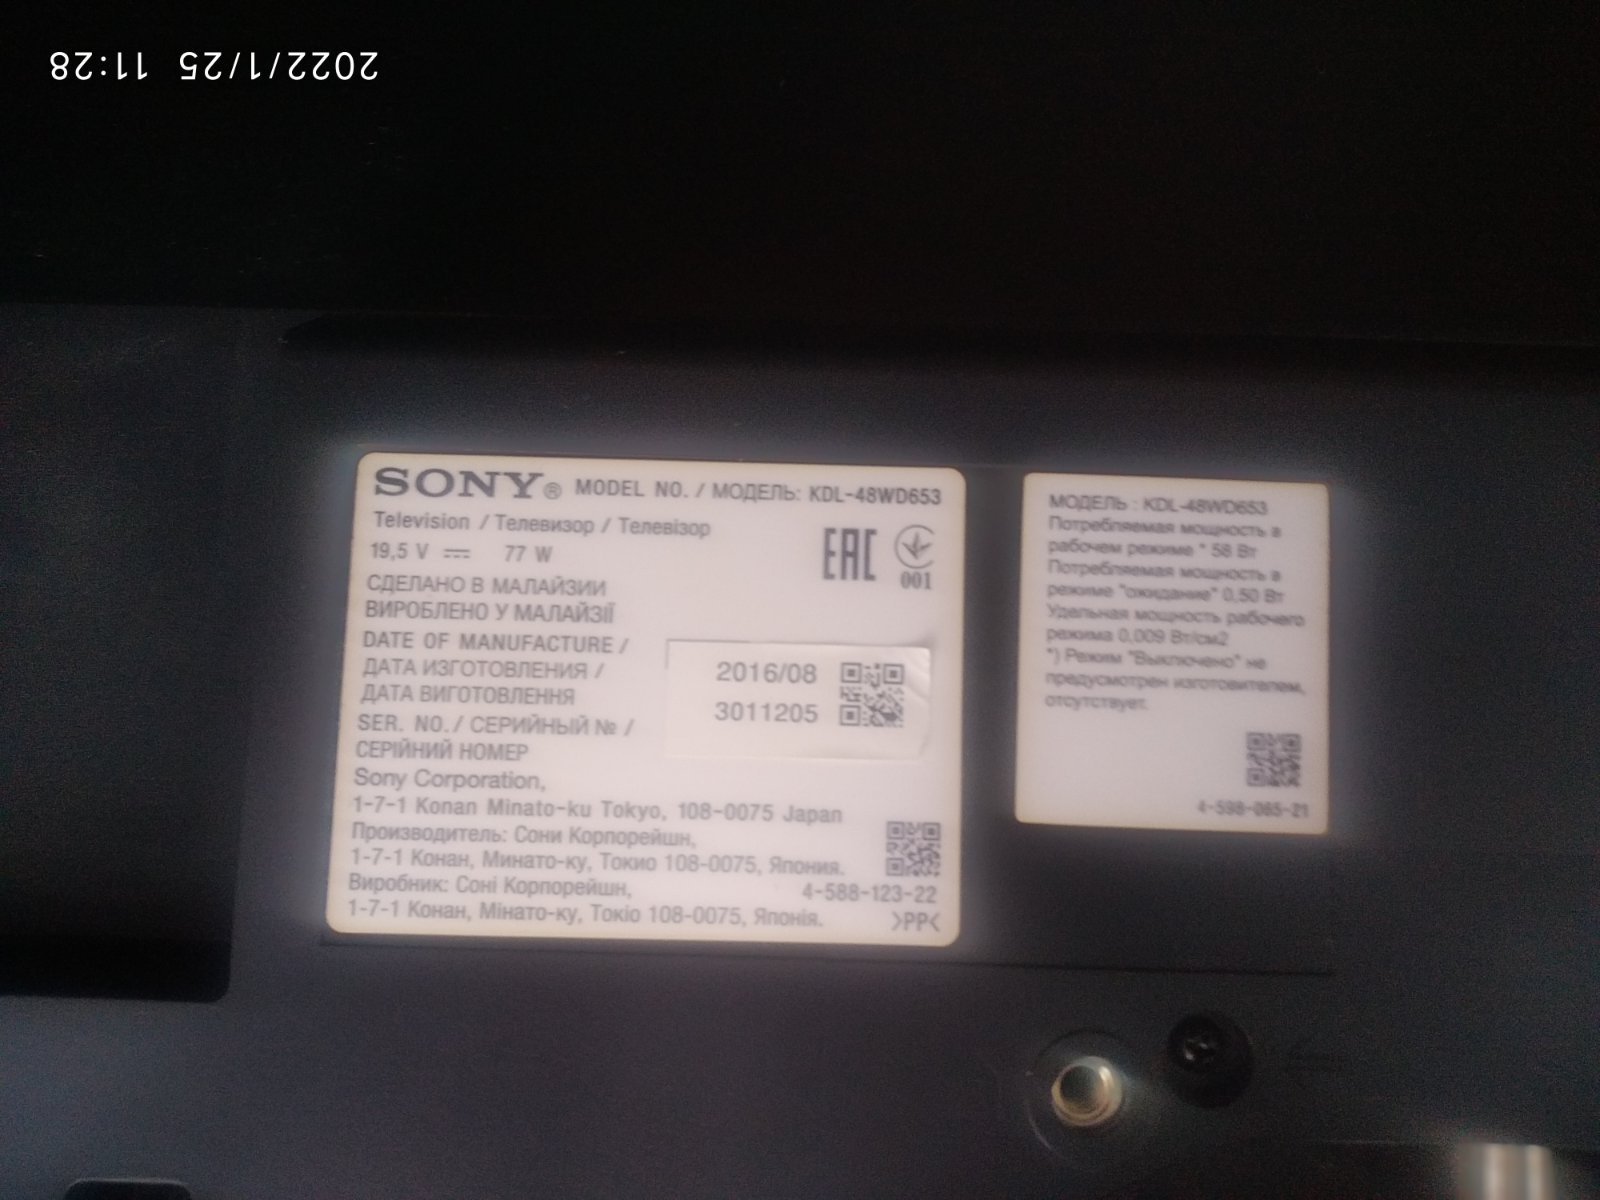 2022/1/25 11:28
SONY® MODEL NO. / МОДЕЛЬ: KDL-48WD653
Television / Телевизор / Телевізор
19,5 V ⎓ 77 W
EAC
001
СДЕЛАНО В МАЛАЙЗИИ
ВИРОБЛЕНО У МАЛАЙЗІЇ
DATE OF MANUFACTURE /
ДАТА ИЗГОТОВЛЕНИЯ /
ДАТА ВИГОТОВЛЕННЯ
2016/08
SER. NO. / СЕРИЙНЫЙ № /
СЕРІЙНИЙ НОМЕР
3011205
Sony Corporation,
1-7-1 Konan Minato-ku Tokyo, 108-0075 Japan
Производитель: Сони Корпорейшн,
1-7-1 Конан, Минато-ку, Токио 108-0075, Япония.
Виробник: Соні Корпорейшн,
1-7-1 Конан, Мінато-ку, Токіо 108-0075, Японія.
4-588-123-22
>PP<
МОДЕЛЬ : KDL-48WD653
Потребляемая мощность в
рабочем режиме * 58 Вт
Потребляемая мощность в
режиме "ожидание" 0,50 Вт
Удельная мощность рабочего
режима 0,009 Вт/см2
*) Режим "Выключено" не
предусмотрен изготовителем,
отсутствует.
4-598-065-21